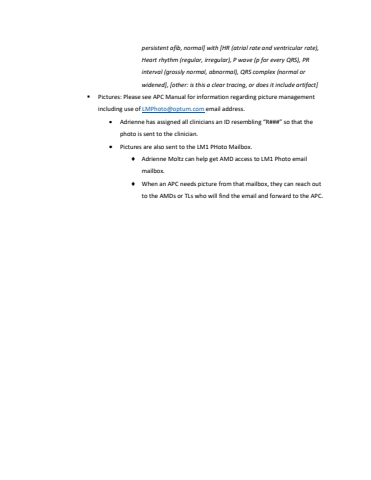 persistent afib, normal] with [HR (atrial rate and ventricular rate),
Heart rhythm (regular, irregular), P wave (p for every QRS), PR
interval (grossly normal, abnormal), QRS complex (normal or
widened], [other: is this a clear tracing, or does it include artifact]
• Pictures: Please see APC Manual for information regarding picture management
including use of LMPhoto@optum.com email address.
• Adrienne has assigned all clinicians an ID resembling "R###" so that the
photo is sent to the clinician.
• Pictures are also sent to the LM1 PHoto Mailbox.
♦ Adrienne Moltz can help get AMD access to LM1 Photo email
mailbox.
♦ When an APC needs picture from that mailbox, they can reach out
to the AMDs or TLs who will find the email and forward to the APC.